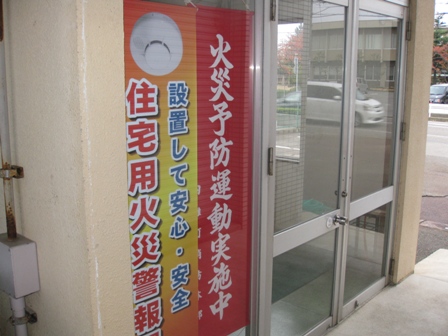 火災予防運動実施中
設置して安心・安全
住宅用火災警報